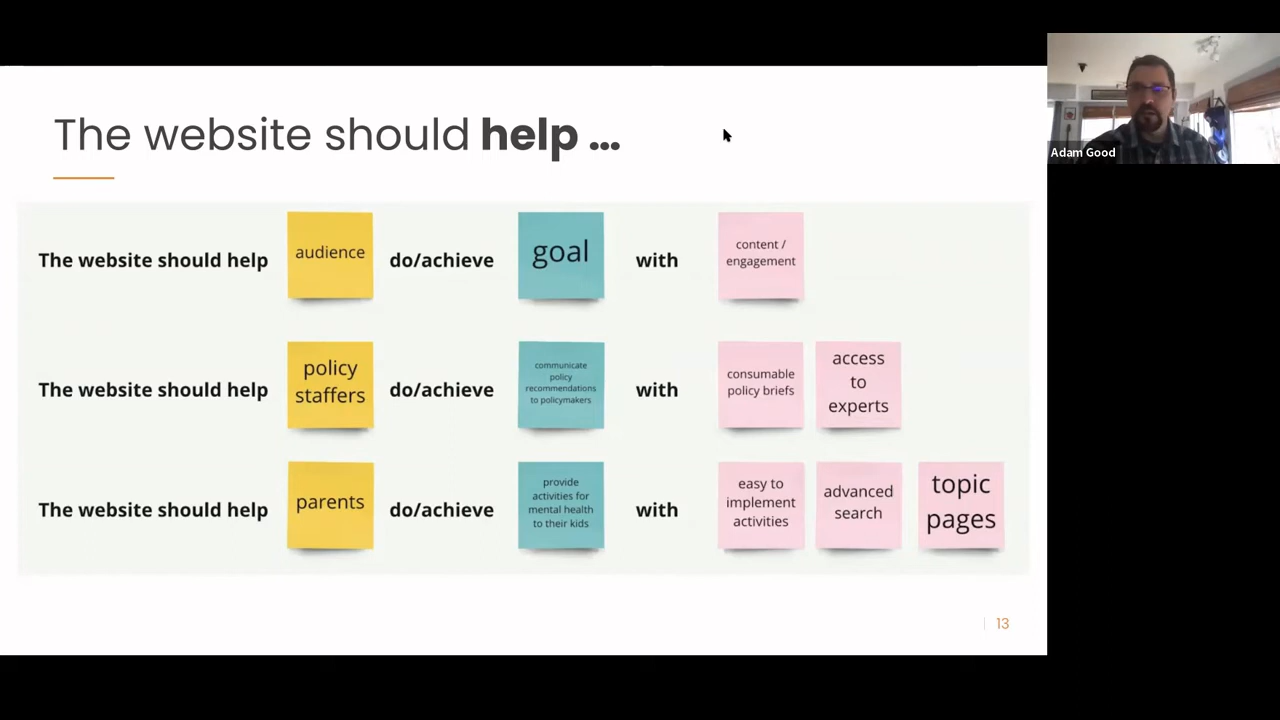 The website should help ...
Adam Good
The website should help
audience
do/achieve
goal
with
content /
engagement
The website should help
policy
staffers
do/achieve
communicate
policy
recommendations
to policymakers
with
consumable
policy briefs
access
to
experts
The website should help
parents
do/achieve
provide
activities for
mental health
to their kids
with
easy to
implement
activities
advanced
search
topic
pages
13